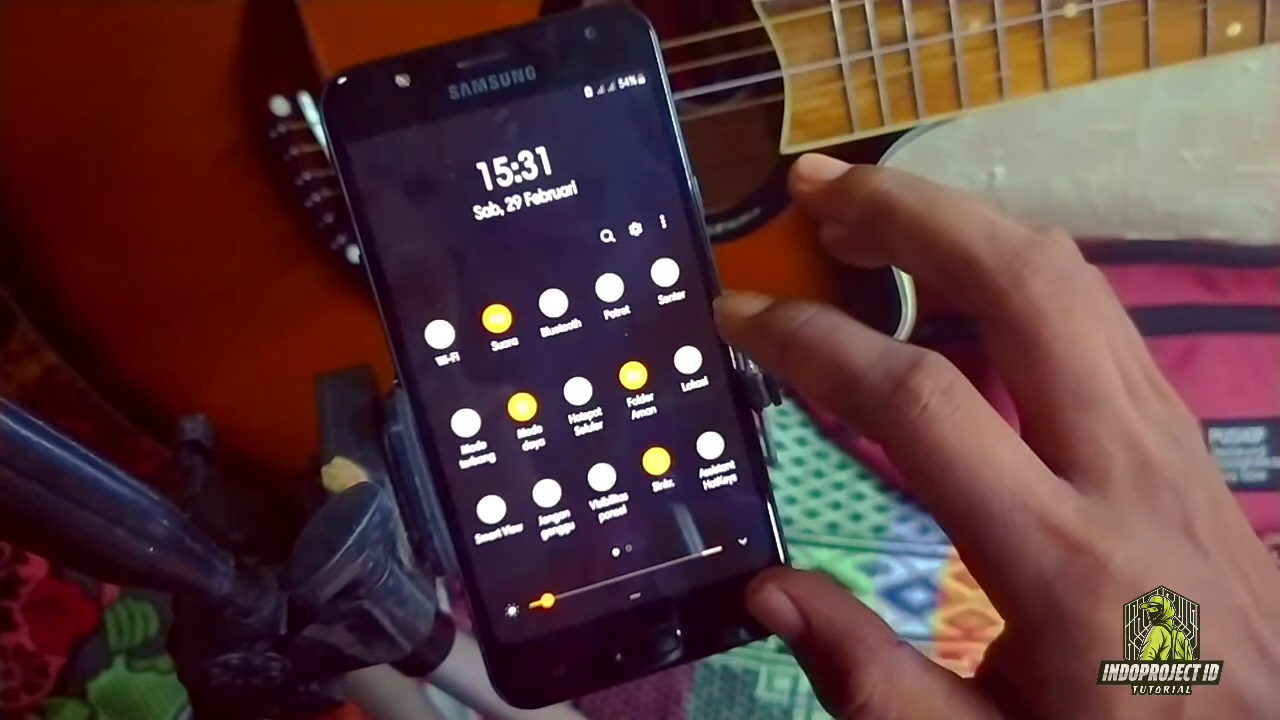 SAMSUNG
54%
15:31
Sab, 29 Februari
Wi-Fi
Suara
Bluetooth
Potret
Senter
Mode
terbang
Mode
daya
Hotspot
Seluler
Folder
Aman
Lokasi
Smart View
Jangan
ganggu
Visibilitas
ponsel
Sinkr.
Assistant
HotKeys
INDOPROJECT ID
TUTORIAL